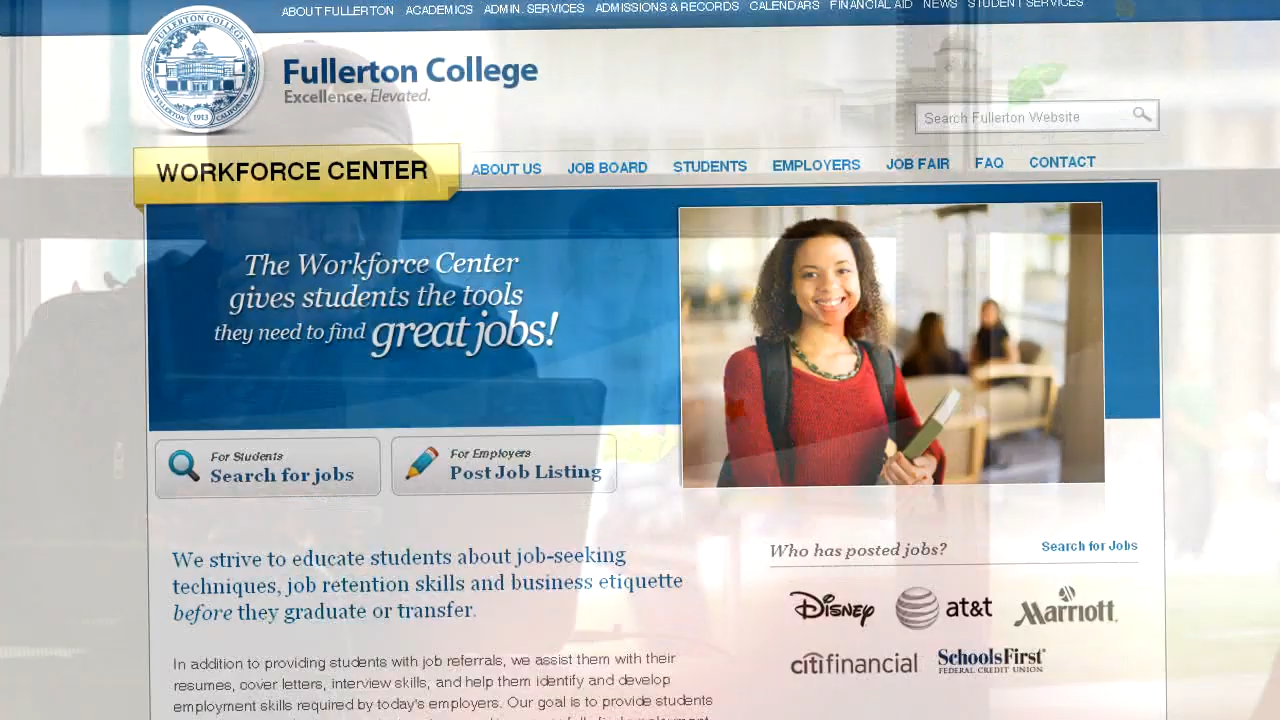 ABOUT FULLERTON ACADEMICS ADMIN. SERVICES ADMISSIONS & RECORDS CALENDARS FINANCIAL AID NEWS STUDENT SERVICES
FULLERTON COLLEGE
FULLERTON CALIFORNIA
1913
Fullerton College
Excellence. Elevated.
Search Fullerton Website
WORKFORCE CENTER
ABOUT US JOB BOARD STUDENTS EMPLOYERS JOB FAIR FAQ CONTACT
The Workforce Center
gives students the tools
they need to find great jobs!
For Students
Search for jobs
For Employers
Post Job Listing
We strive to educate students about job-seeking
techniques, job retention skills and business etiquette
before they graduate or transfer.
In addition to providing students with job referrals, we assist them with their
resumes, cover letters, interview skills, and help them identify and develop
employment skills required by today's employers. Our goal is to provide students
Who has posted jobs?
Search for Jobs
Disney
at&t
Marriott
citifinancial
SchoolsFirst
FEDERAL CREDIT UNION